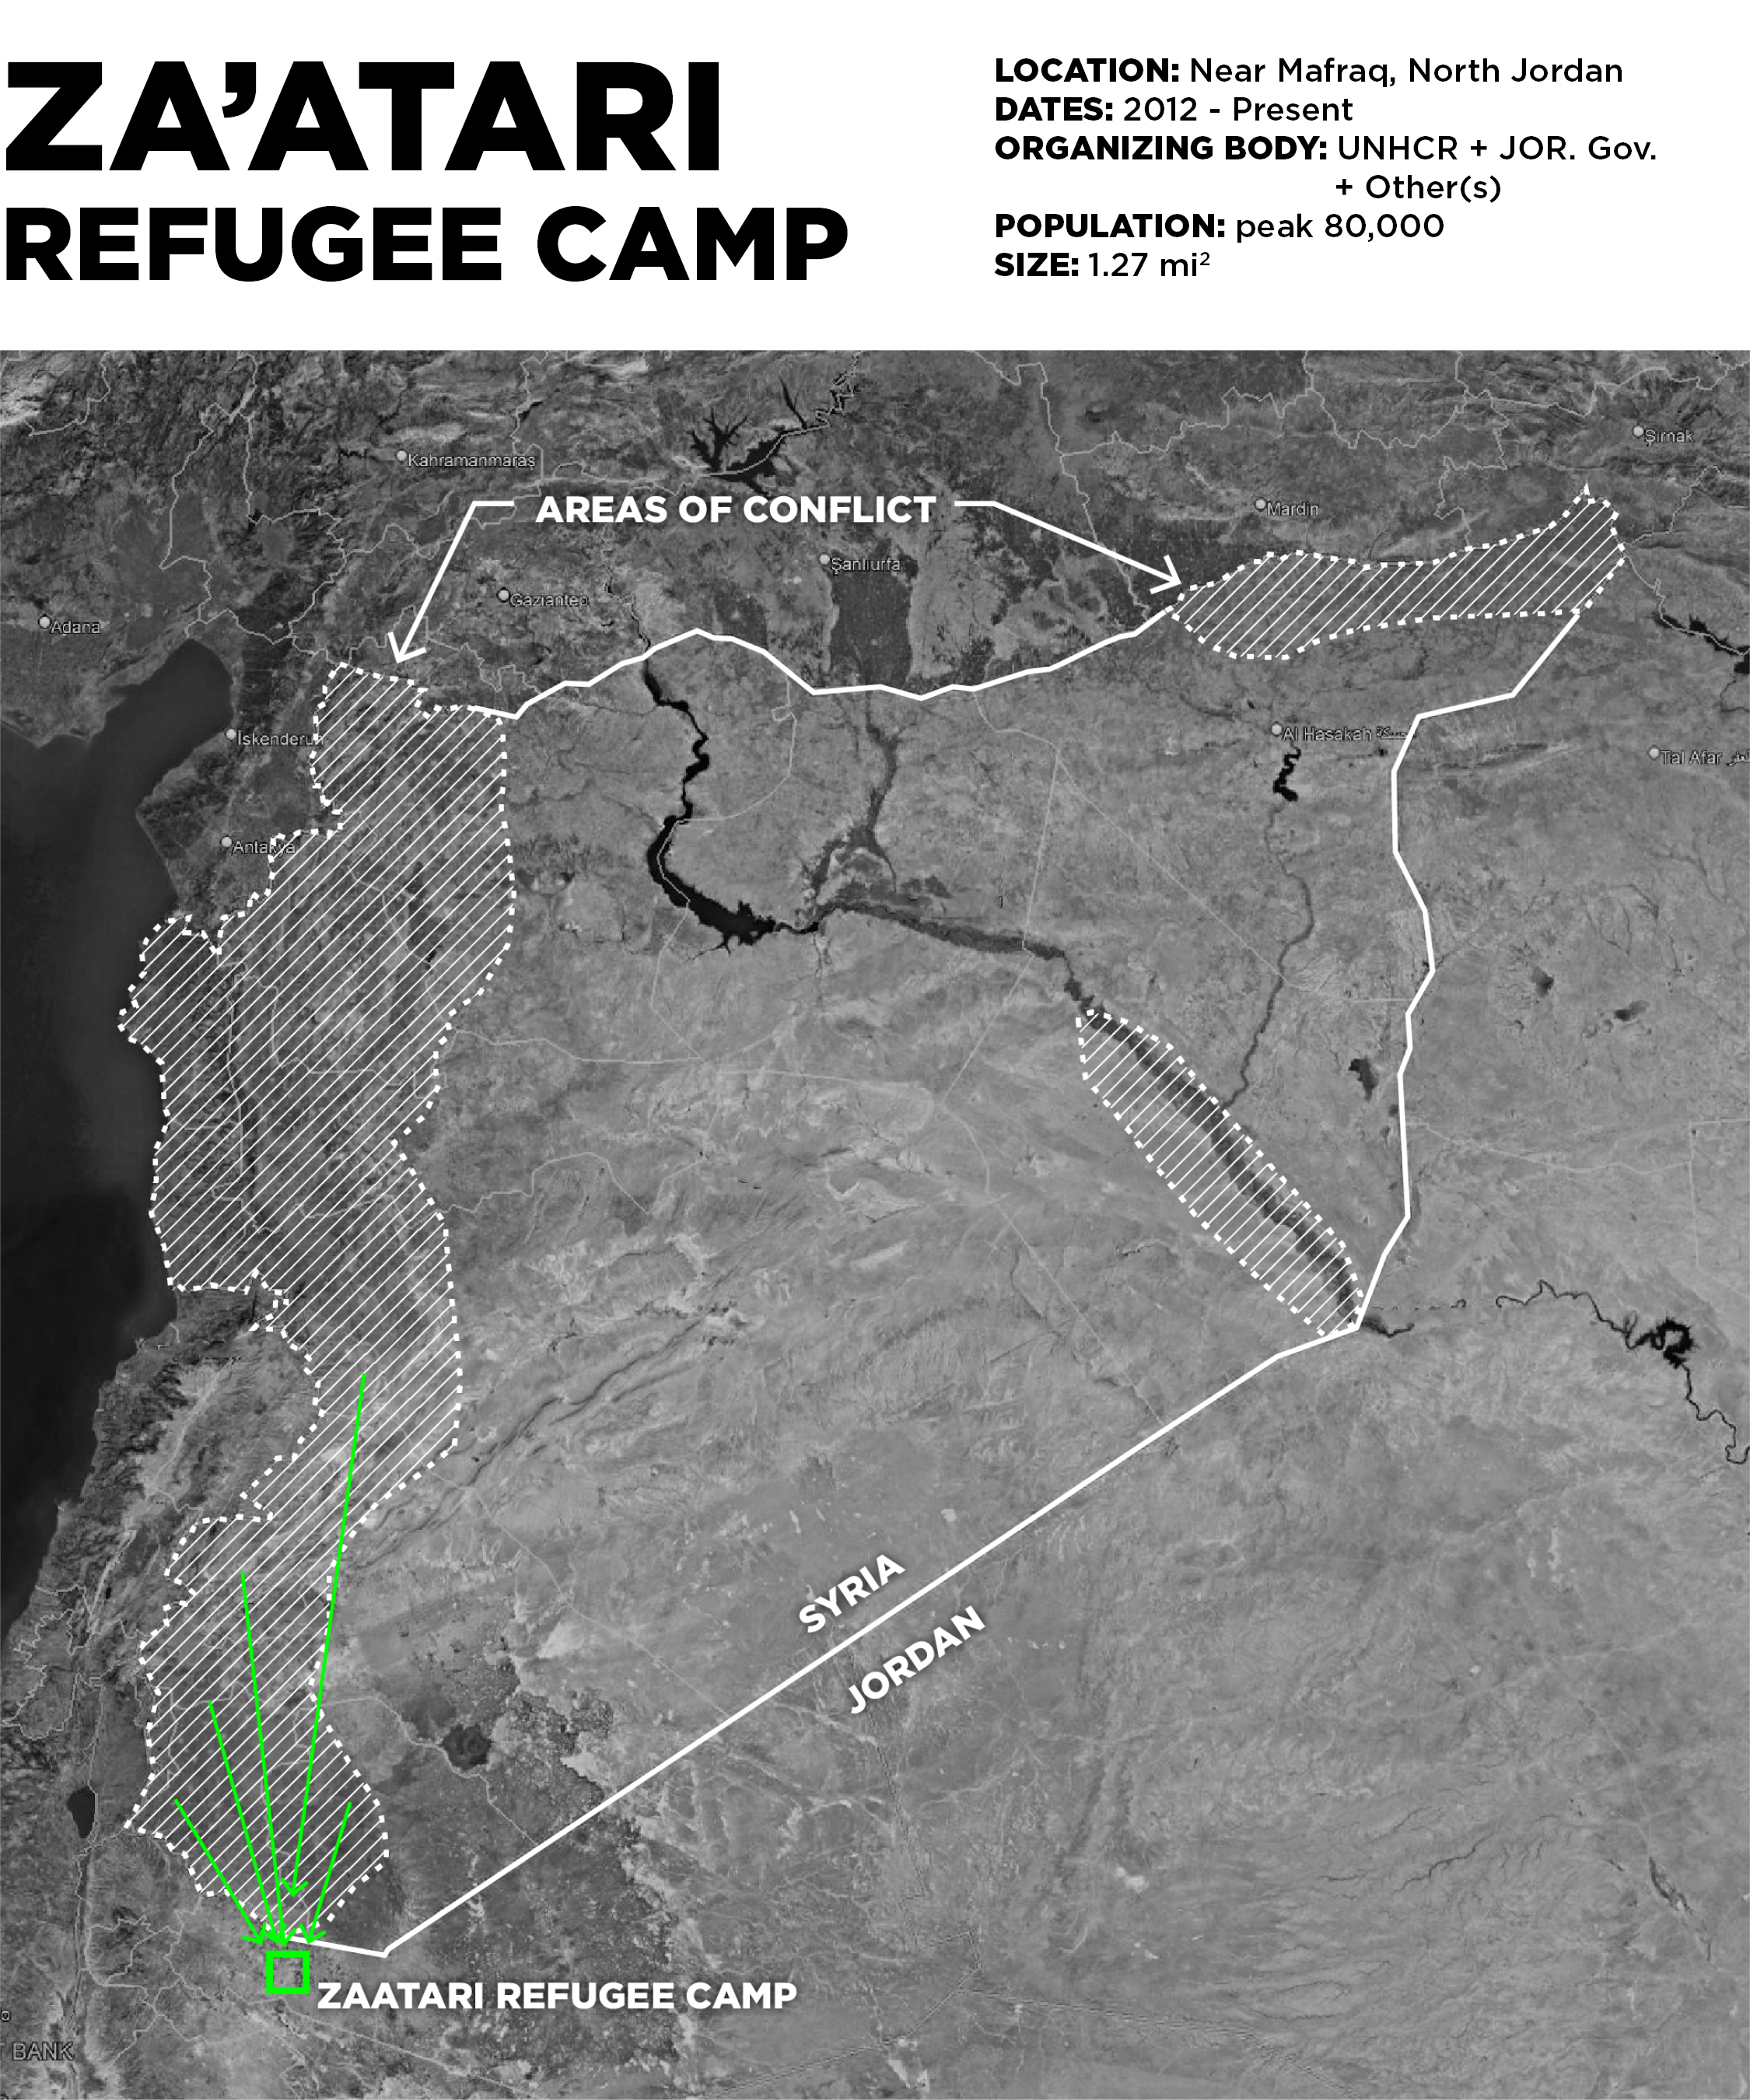 ZA’ATARI
REFUGEE CAMP
LOCATION: Near Mafraq, North Jordan
DATES: 2012 - Present
ORGANIZING BODY: UNHCR + JOR. Gov.
+ Other(s)
POPULATION: peak 80,000
SIZE: 1.27 mi²
Şırnak
Kahramanmaraş
AREAS OF CONFLICT
Mardin
Şanlıurfa
Gaziantep
Adana
İskenderun
Al Hasakah
Tal Afar
Antakya
SYRIA
JORDAN
ZAATARI REFUGEE CAMP
BANK